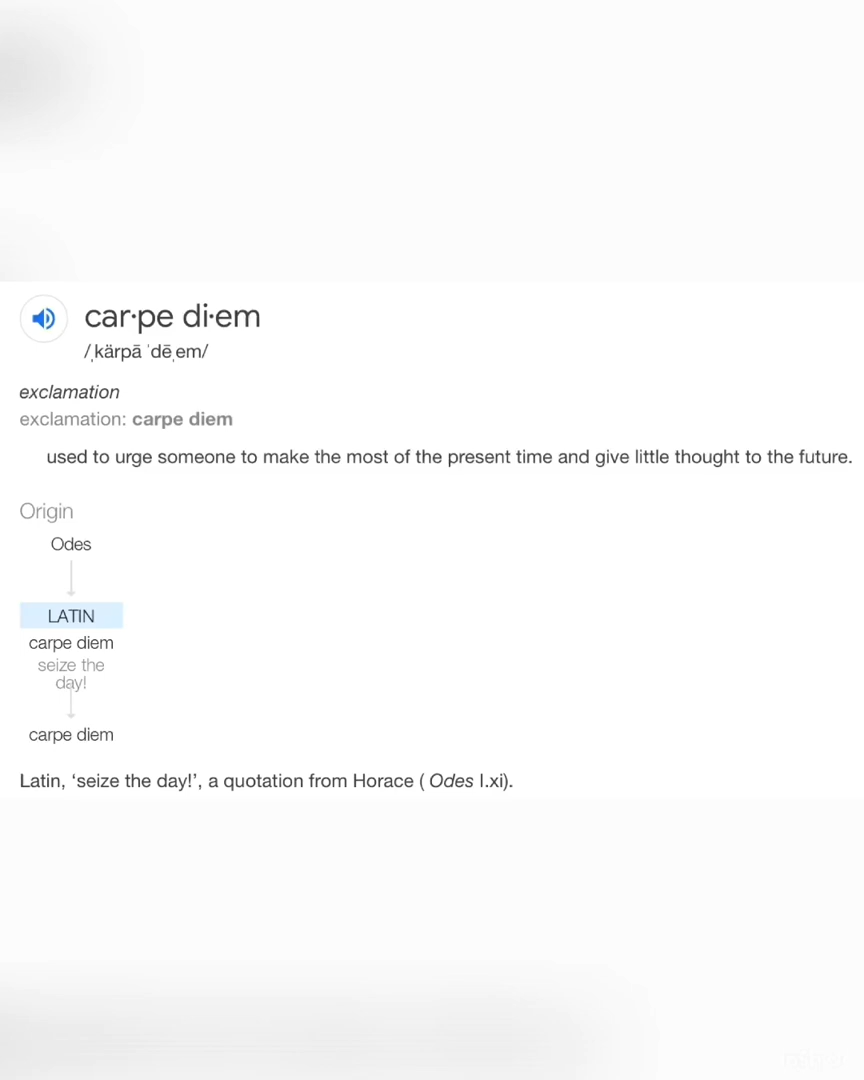 car·pe di·em
/ˌkärpā ˈdēˌem/
exclamation
exclamation: carpe diem
used to urge someone to make the most of the present time and give little thought to the future.
Origin
Odes
LATIN
carpe diem
seize the
day!
carpe diem
Latin, ‘seize the day!’, a quotation from Horace ( Odes I.xi).